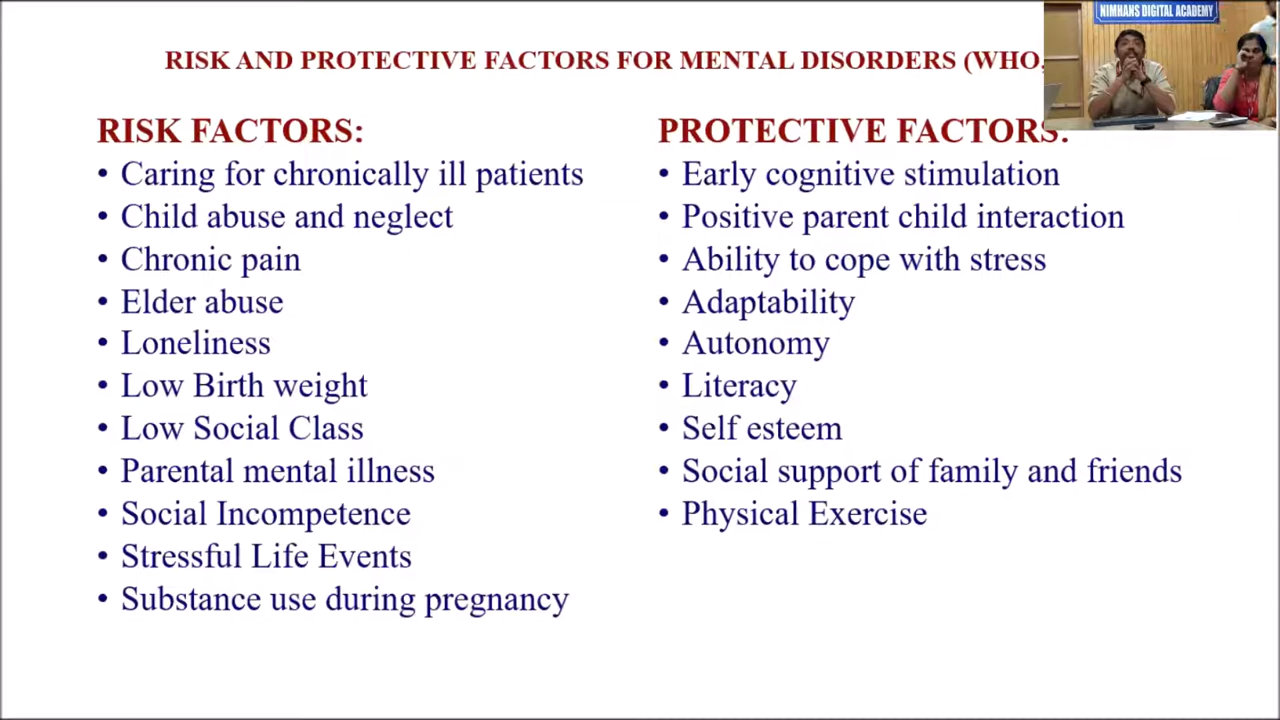 NIMHANS DIGITAL ACADEMY
RISK AND PROTECTIVE FACTORS FOR MENTAL DISORDERS (WHO,
RISK FACTORS:
• Caring for chronically ill patients
• Child abuse and neglect
• Chronic pain
• Elder abuse
• Loneliness
• Low Birth weight
• Low Social Class
• Parental mental illness
• Social Incompetence
• Stressful Life Events
• Substance use during pregnancy
PROTECTIVE FACTORS:
• Early cognitive stimulation
• Positive parent child interaction
• Ability to cope with stress
• Adaptability
• Autonomy
• Literacy
• Self esteem
• Social support of family and friends
• Physical Exercise